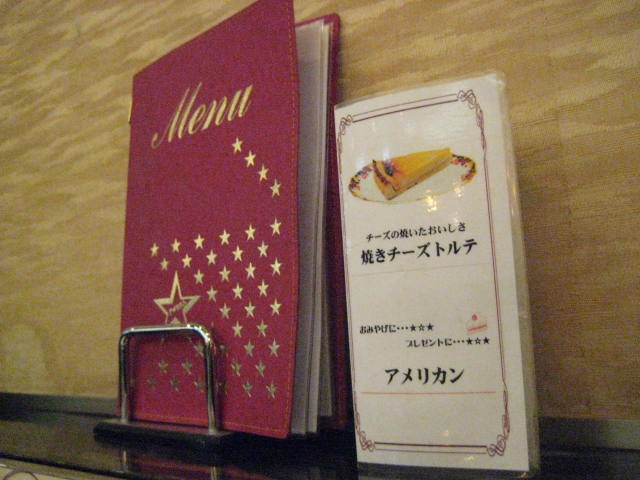 Menu
チーズの焼いたおいしさ
焼きチーズトルテ
おみやげに・・・★☆★
プレゼントに・・・★☆★
アメリカン